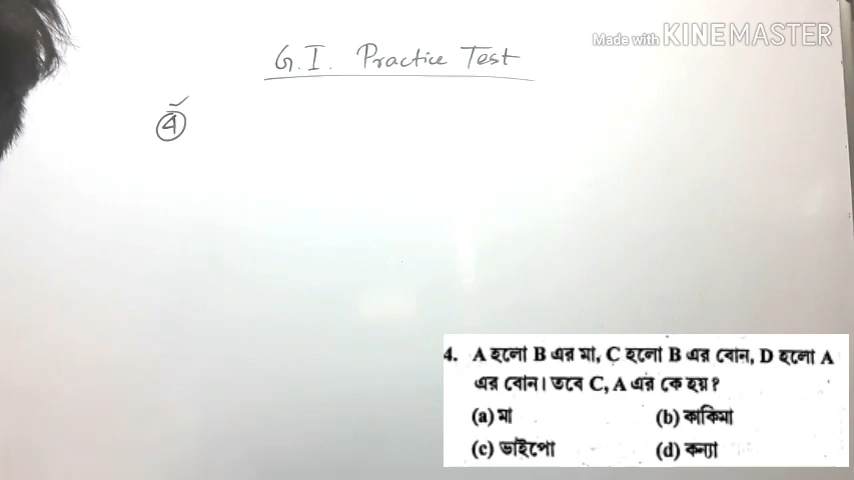 Made with KINEMASTER
G.I. Practice Test
④
4. A হলো B এর মা, C হলো B এর বোন, D হলো A
এর বোন। তবে C, A এর কে হয়?
(a) মা (b) কাকিমা
(c) ভাইপো (d) কন্যা